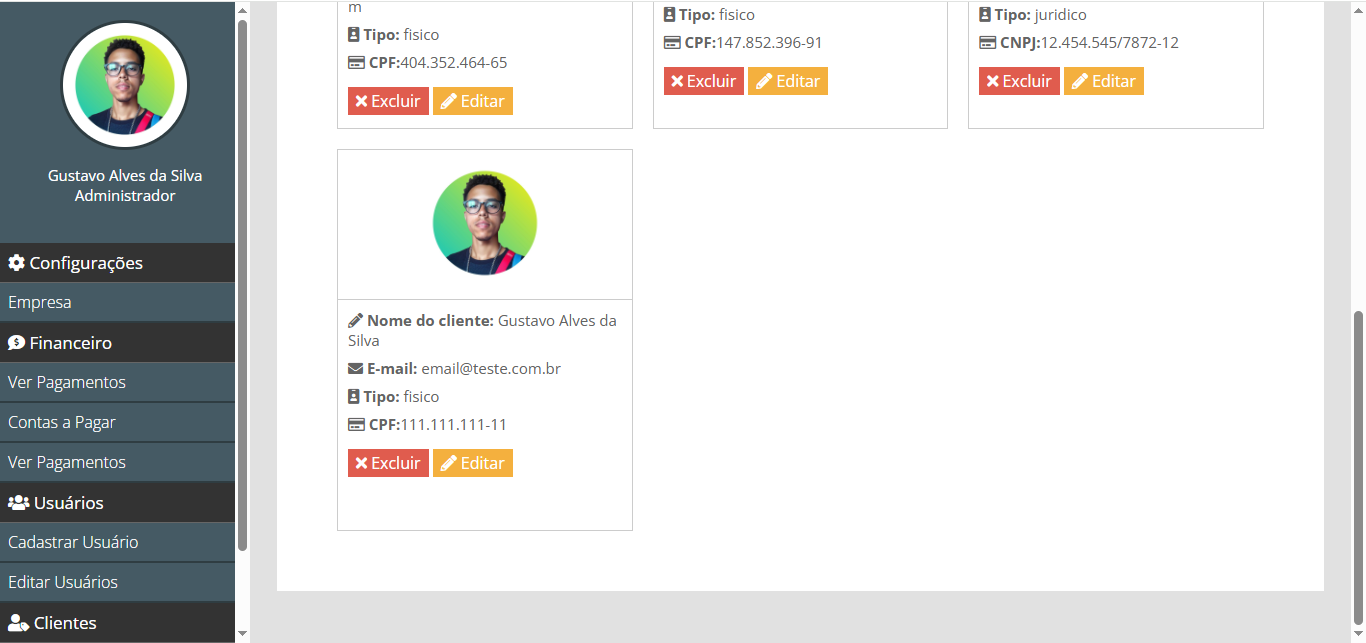 Gustavo Alves da Silva
Administrador
Configurações
Empresa
Financeiro
Ver Pagamentos
Contas a Pagar
Ver Pagamentos
Usuários
Cadastrar Usuário
Editar Usuários
Clientes
m
Tipo: fisico
CPF:404.352.464-65
Excluir Editar
Tipo: fisico
CPF:147.852.396-91
Excluir Editar
Tipo: juridico
CNPJ:12.454.545/7872-12
Excluir Editar
Nome do cliente: Gustavo Alves da
Silva
E-mail: email@teste.com.br
Tipo: fisico
CPF:111.111.111-11
Excluir Editar